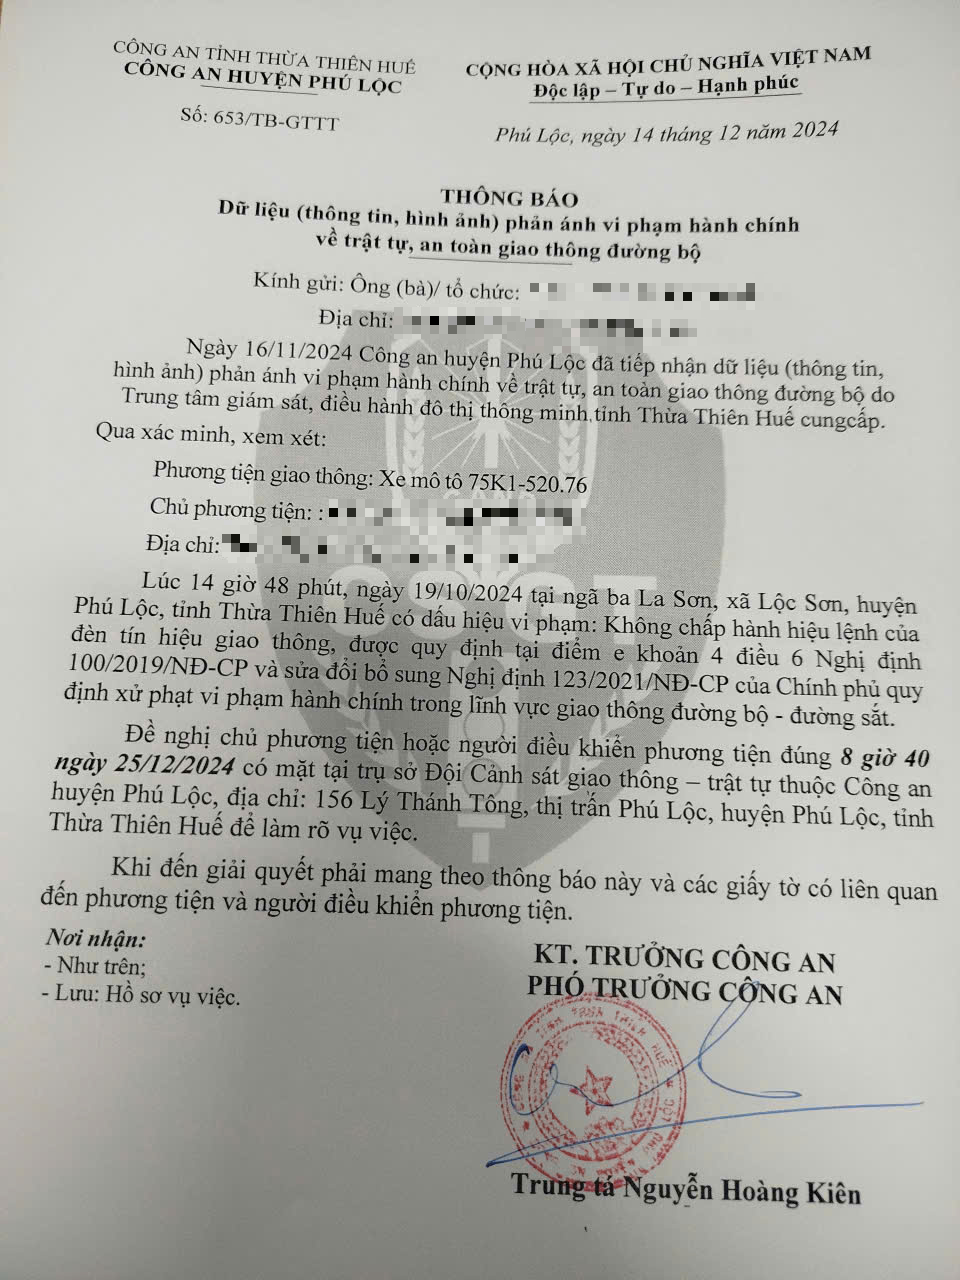 CÔNG AN TỈNH THỪA THIÊN HUẾ
CÔNG AN HUYỆN PHÚ LỘC
Số: 653/TB-GTTT
CỘNG HÒA XÃ HỘI CHỦ NGHĨA VIỆT NAM
Độc lập – Tự do – Hạnh phúc
Phú Lộc, ngày 14 tháng 12 năm 2024
THÔNG BÁO
Dữ liệu (thông tin, hình ảnh) phản ánh vi phạm hành chính
về trật tự, an toàn giao thông đường bộ
Kính gửi: Ông (bà)/ tổ chức:
Địa chỉ:
Ngày 16/11/2024 Công an huyện Phú Lộc đã tiếp nhận dữ liệu (thông tin,
hình ảnh) phản ánh vi phạm hành chính về trật tự, an toàn giao thông đường bộ do
Trung tâm giám sát, điều hành đô thị thông minh tỉnh Thừa Thiên Huế cungcấp.
Qua xác minh, xem xét:
Phương tiện giao thông: Xe mô tô 75K1-520.76
Chủ phương tiện: :
Địa chỉ:
Lúc 14 giờ 48 phút, ngày 19/10/2024 tại ngã ba La Sơn, xã Lộc Sơn, huyện
Phú Lộc, tỉnh Thừa Thiên Huế có dấu hiệu vi phạm: Không chấp hành hiệu lệnh của
đèn tín hiệu giao thông, được quy định tại điểm e khoản 4 điều 6 Nghị định
100/2019/NĐ-CP và sửa đổi bổ sung Nghị định 123/2021/NĐ-CP của Chính phủ quy
định xử phạt vi phạm hành chính trong lĩnh vực giao thông đường bộ - đường sắt.
Đề nghị chủ phương tiện hoặc người điều khiển phương tiện đúng 8 giờ 40
ngày 25/12/2024 có mặt tại trụ sở Đội Cảnh sát giao thông – trật tự thuộc Công an
huyện Phú Lộc, địa chỉ: 156 Lý Thánh Tông, thị trấn Phú Lộc, huyện Phú Lộc, tỉnh
Thừa Thiên Huế để làm rõ vụ việc.
Khi đến giải quyết phải mang theo thông báo này và các giấy tờ có liên quan
đến phương tiện và người điều khiển phương tiện.
Nơi nhận:
- Như trên;
- Lưu: Hồ sơ vụ việc.
KT. TRƯỞNG CÔNG AN
PHÓ TRƯỞNG CÔNG AN
Trung tá Nguyễn Hoàng Kiên